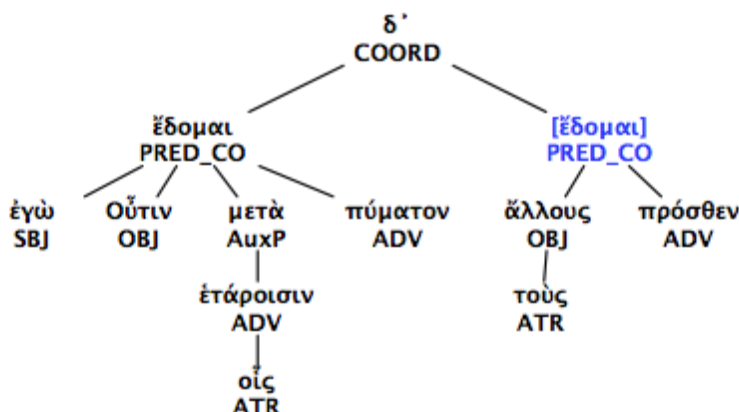 δ᾽
COORD
ἔδομαι [ἔδομαι]
PRED_CO PRED_CO
ἐγὼ Οὖτιν μετὰ πύματον ἄλλους πρόσθεν
SBJ OBJ AuxP ADV OBJ ADV
ἑτάροισιν τοὺς
ADV ATR
οἷς
ATR